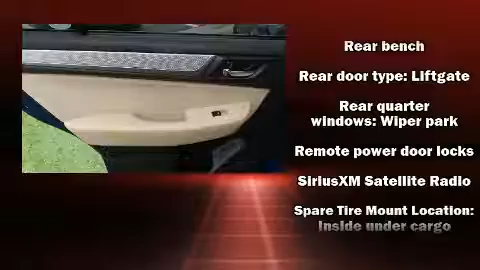 Rear bench
Rear door type: Liftgate
Rear quarter
windows: Wiper park
Remote power door locks
SiriusXM Satellite Radio
Spare Tire Mount Location:
Inside under cargo